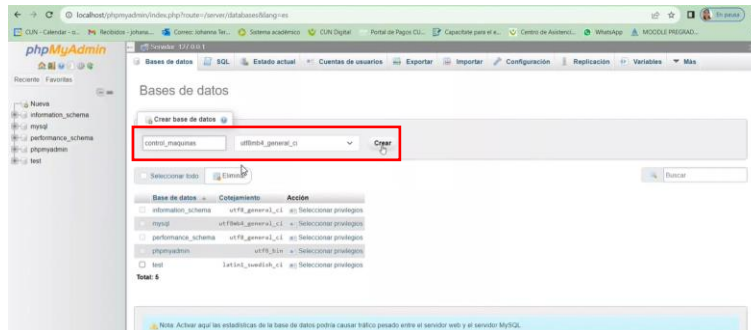 localhost/phpmyadmin/index.php?route=/server/databases&lang=es
En pausa
CUN - Calendar - c...
Pivotes - johana...
Correo: Johanna Ter...
Sistema académico
CUN Digital
Portal de Pagos CU...
Capacítate para el e...
Centro de Asistenci...
WhatsApp
MOODLE PREGRAD...
phpMyAdmin
Servidor: 127.0.0.1
Bases de datos
SQL
Estado actual
Cuentas de usuarios
Exportar
Importar
Configuración
Replicación
Variables
Más
Reciente Favoritas
Nueva
information_schema
mysql
performance_schema
phpmyadmin
test
Bases de datos
Crear base de datos
control_maquinas
utf8mb4_general_ci
Crear
Seleccionar todo
Eliminar
Buscar
Base de datos Cotejamiento Acción
information_schema utf8_general_ci Seleccionar privilegios
mysql utf8mb4_general_ci Seleccionar privilegios
performance_schema utf8_general_ci Seleccionar privilegios
phpmyadmin utf8_bin Seleccionar privilegios
test latin1_swedish_ci Seleccionar privilegios
Total: 5
Nota: Activar aquí las estadísticas de la base de datos podría causar tráfico pesado entre el servidor web y el servidor MySQL.